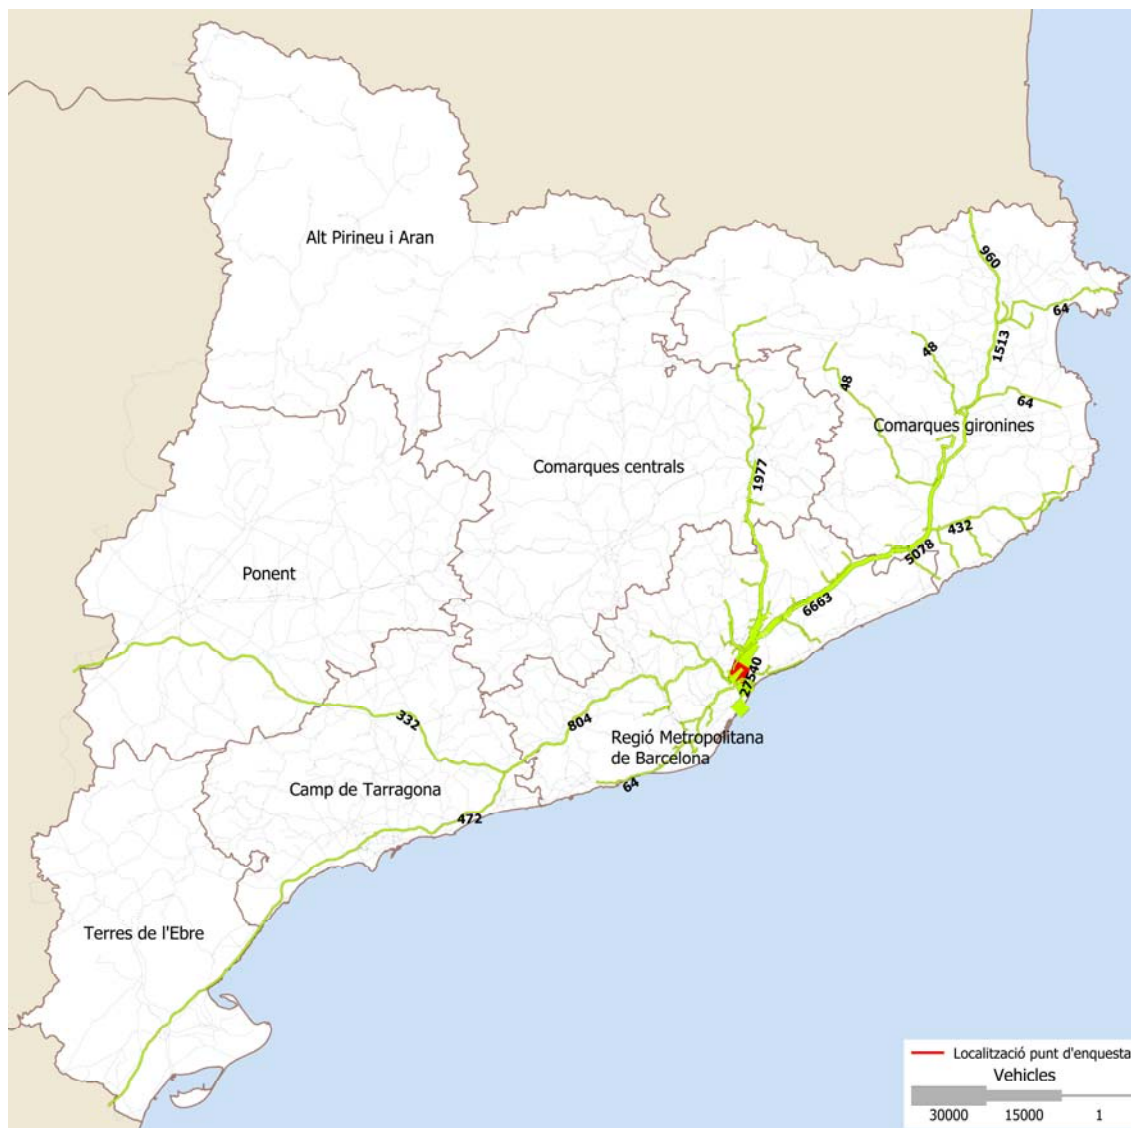 Alt Pirineu i Aran
960
64
1513
48
48
64
Comarques gironines
Comarques centrals
1977
432
5078
Ponent
6663
27540
332
804
Regió Metropolitana
de Barcelona
64
Camp de Tarragona
472
Terres de l'Ebre
Localització punt d'enquesta
Vehicles
30000 15000 1